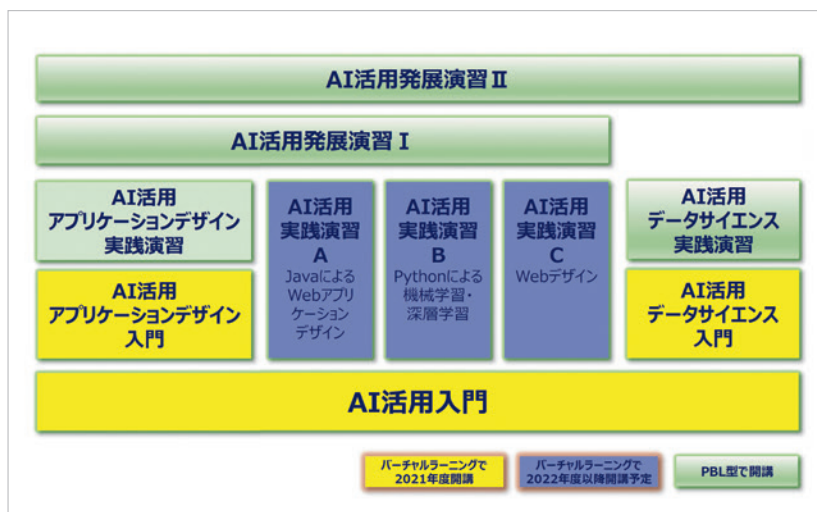 AI活用発展演習Ⅱ
AI活用発展演習Ⅰ
AI活用
アプリケーションデザイン
実践演習
AI活用
アプリケーションデザイン
入門
AI活用
実践演習
A
Javaによる
Webアプリ
ケーション
デザイン
AI活用
実践演習
B
Pythonによる
機械学習・
深層学習
AI活用
実践演習
C
Webデザイン
AI活用
データサイエンス
実践演習
AI活用
データサイエンス
入門
AI活用入門
バーチャルラーニングで
2021年度開講
バーチャルラーニングで
2022年度以降開講予定
PBL型で開講